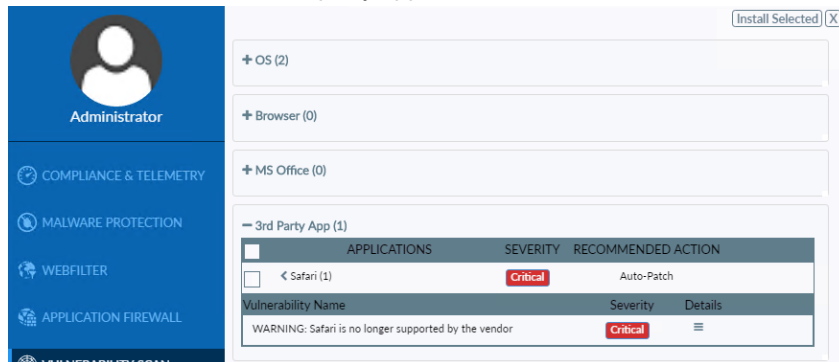 Install Selected X
+ OS (2)
Administrator
+ Browser (0)
+ MS Office (0)
COMPLIANCE & TELEMETRY
MALWARE PROTECTION
WEBFILTER
APPLICATION FIREWALL
VULNERABILITY SCAN
− 3rd Party App (1)
APPLICATIONS SEVERITY RECOMMENDED ACTION
Safari (1) Critical Auto-Patch
Vulnerability Name Severity Details
WARNING: Safari is no longer supported by the vendor Critical